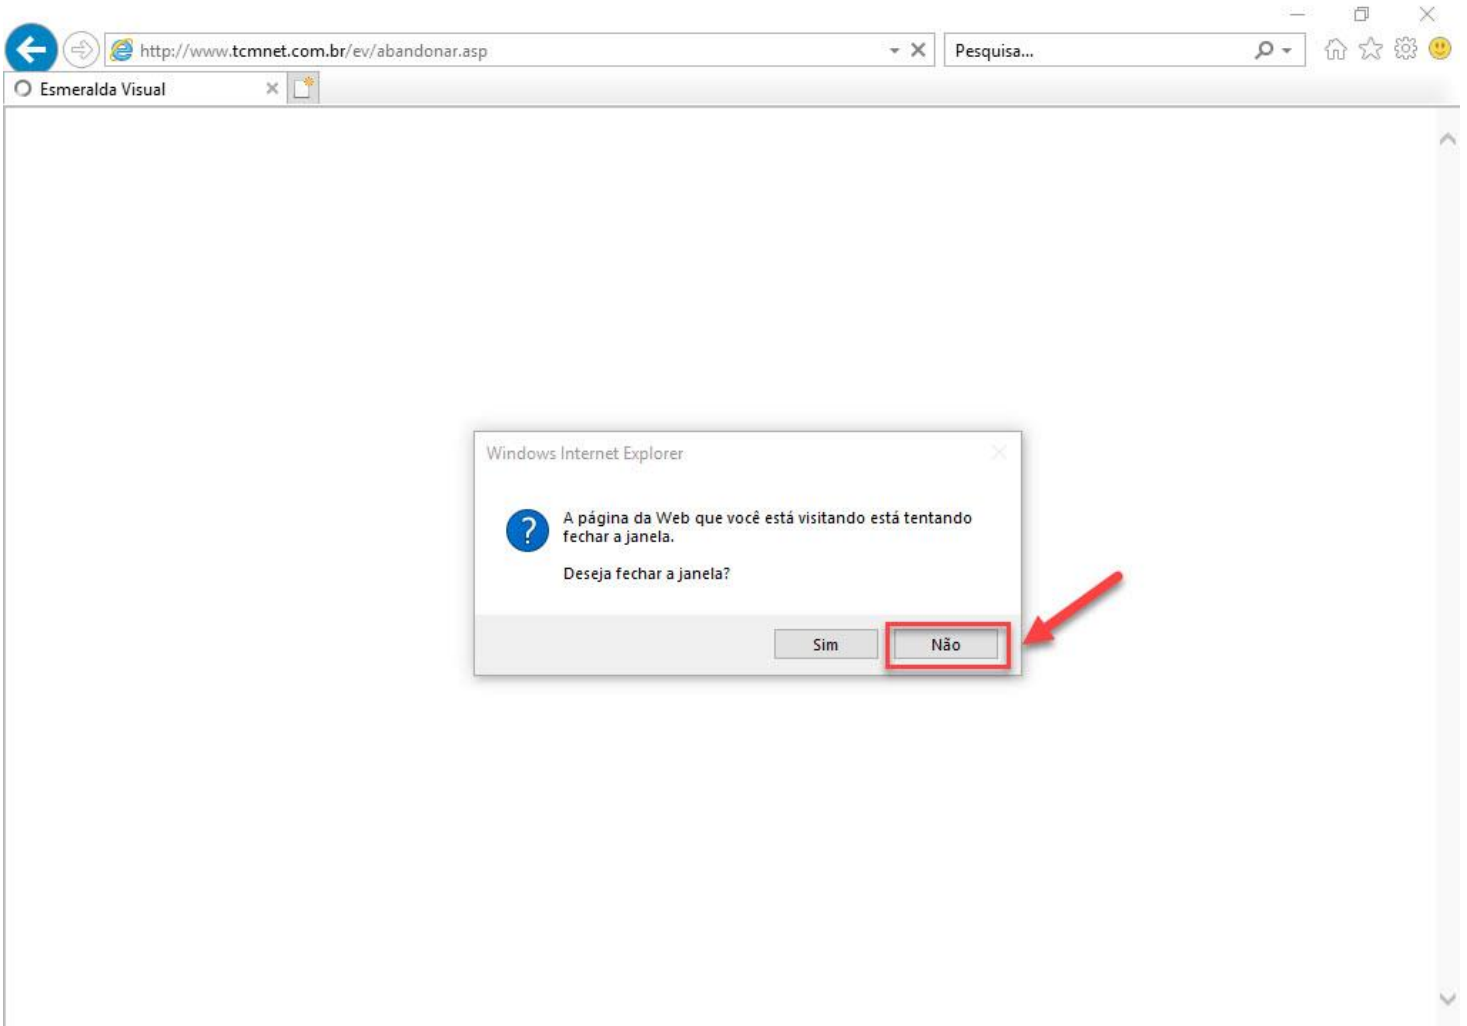 http://www.tcmnet.com.br/ev/abandonar.asp
Pesquisa...
Esmeralda Visual
Windows Internet Explorer
A página da Web que você está visitando está tentando
fechar a janela.
Deseja fechar a janela?
Sim
Não